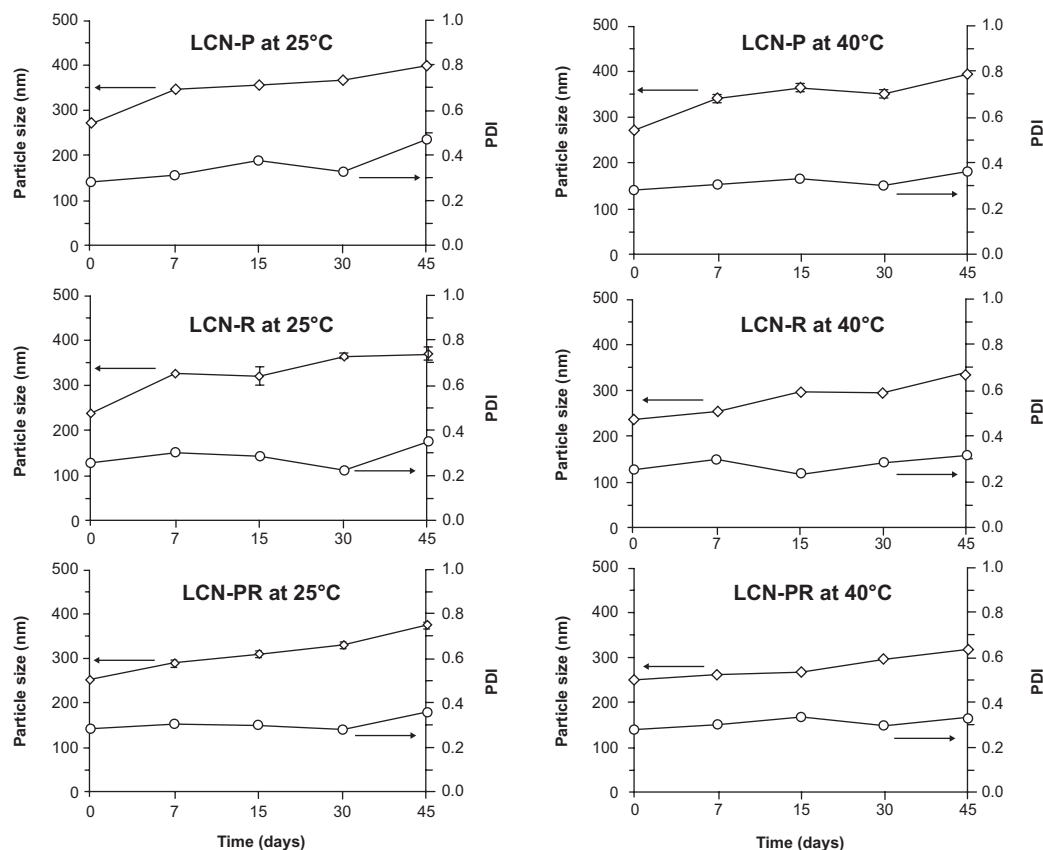 LCN-P at 25°C
Particle size (nm)
500
400
300
200
100
0
PDI
1.0
0.8
0.6
0.4
0.2
0.0
0 7 15 30 45
LCN-P at 40°C
Particle size (nm)
500
400
300
200
100
0
PDI
1.0
0.8
0.6
0.4
0.2
0.0
0 7 15 30 45
LCN-R at 25°C
Particle size (nm)
500
400
300
200
100
0
PDI
1.0
0.8
0.6
0.4
0.2
0.0
0 7 15 30 45
LCN-R at 40°C
Particle size (nm)
500
400
300
200
100
0
PDI
1.0
0.8
0.6
0.4
0.2
0.0
0 7 15 30 45
LCN-PR at 25°C
Particle size (nm)
500
400
300
200
100
0
PDI
1.0
0.8
0.6
0.4
0.2
0.0
0 7 15 30 45
Time (days)
LCN-PR at 40°C
Particle size (nm)
500
400
300
200
100
0
PDI
1.0
0.8
0.6
0.4
0.2
0.0
0 7 15 30 45
Time (days)